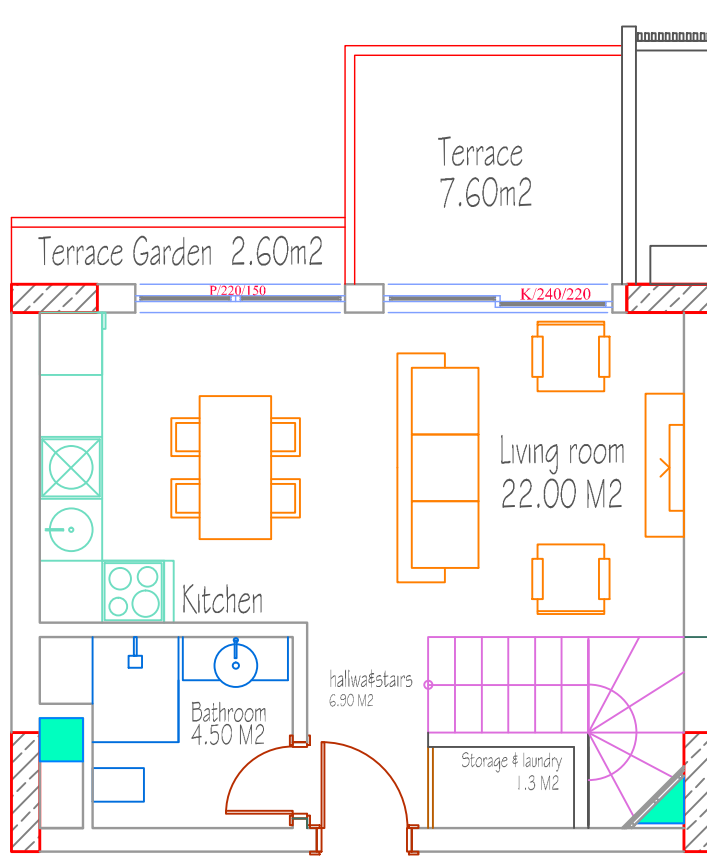 Terrace
7.60m2
Terrace Garden 2.60m2
P/220/150
K/240/220
Living room
22.00 M2
Kitchen
hallwa&stairs
6.90 M2
Bathroom
4.50 M2
Storage & laundry
1.3 M2